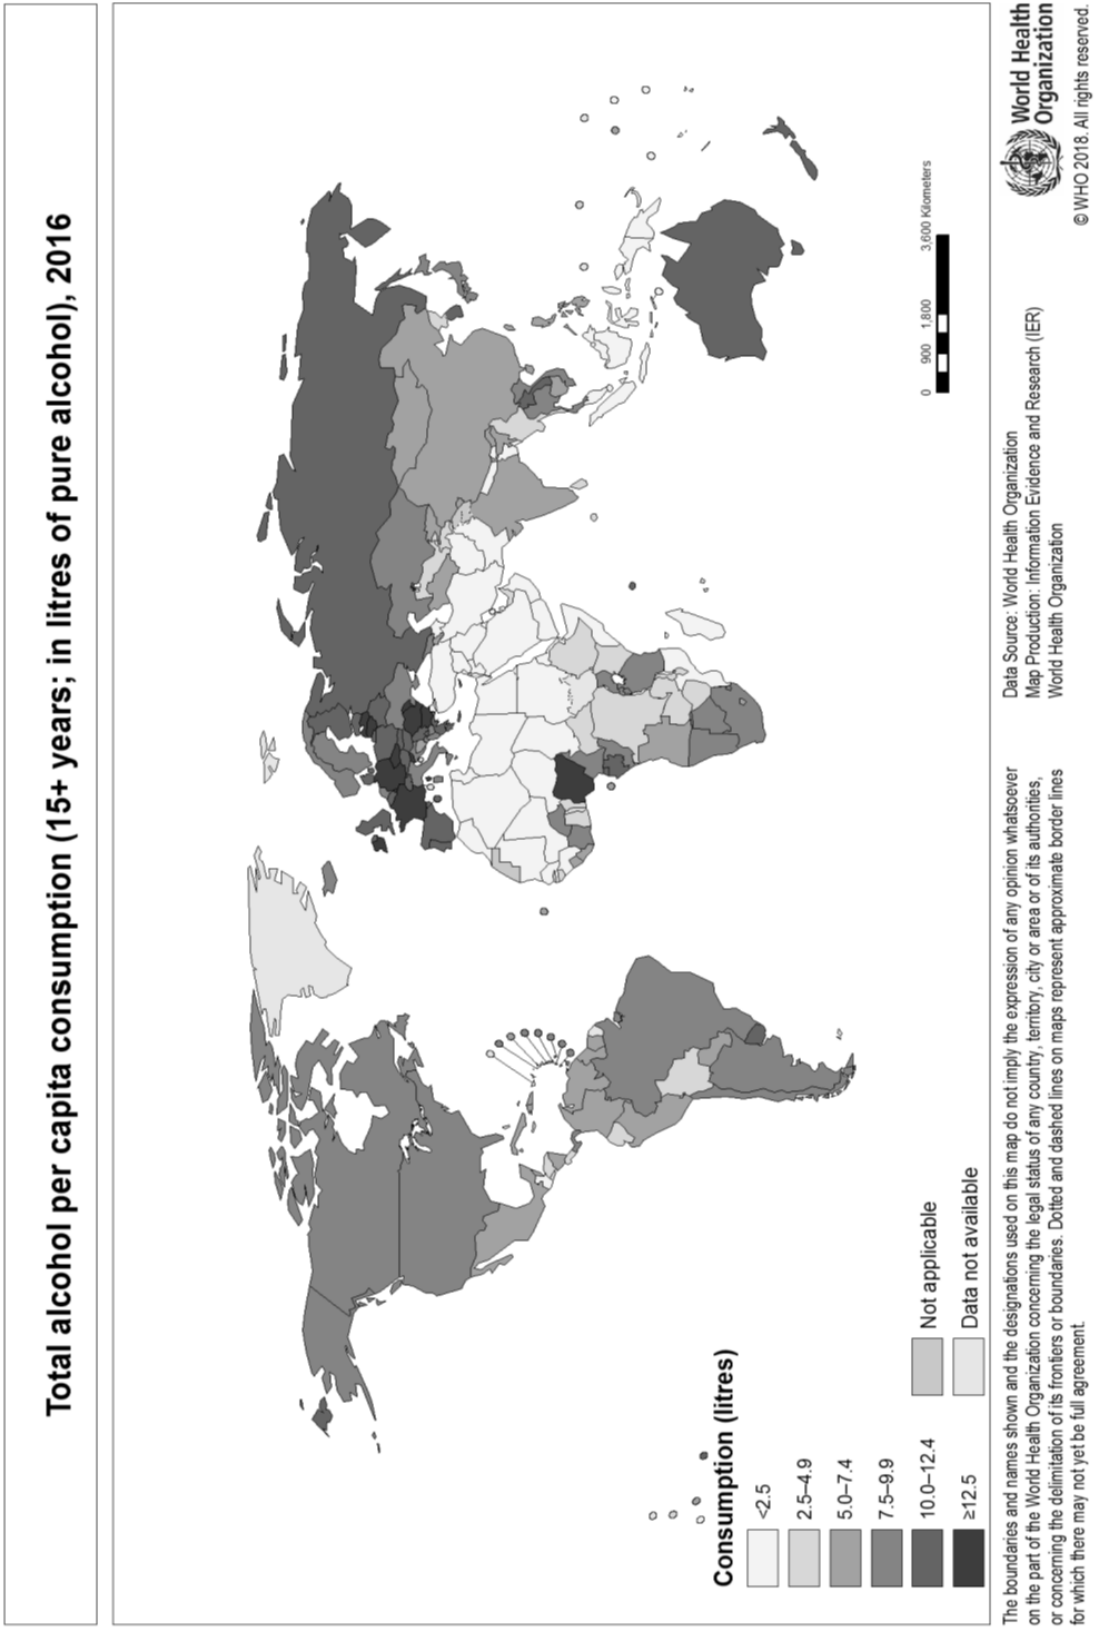 Total alcohol per capita consumption (15+ years; in litres of pure alcohol), 2016
Consumption (litres)
<2.5
2.5–4.9
5.0–7.4
7.5–9.9
10.0–12.4
≥12.5
Not applicable
Data not available
0 900 1,800 3,600 Kilometers
The boundaries and names shown and the designations used on this map do not imply the expression of any opinion whatsoever
on the part of the World Health Organization concerning the legal status of any country, territory, city or area or of its authorities,
or concerning the delimitation of its frontiers or boundaries. Dotted and dashed lines on maps represent approximate border lines
for which there may not yet be full agreement.
Data Source: World Health Organization
Map Production: Information Evidence and Research (IER)
World Health Organization
World Health
Organization
© WHO 2018. All rights reserved.